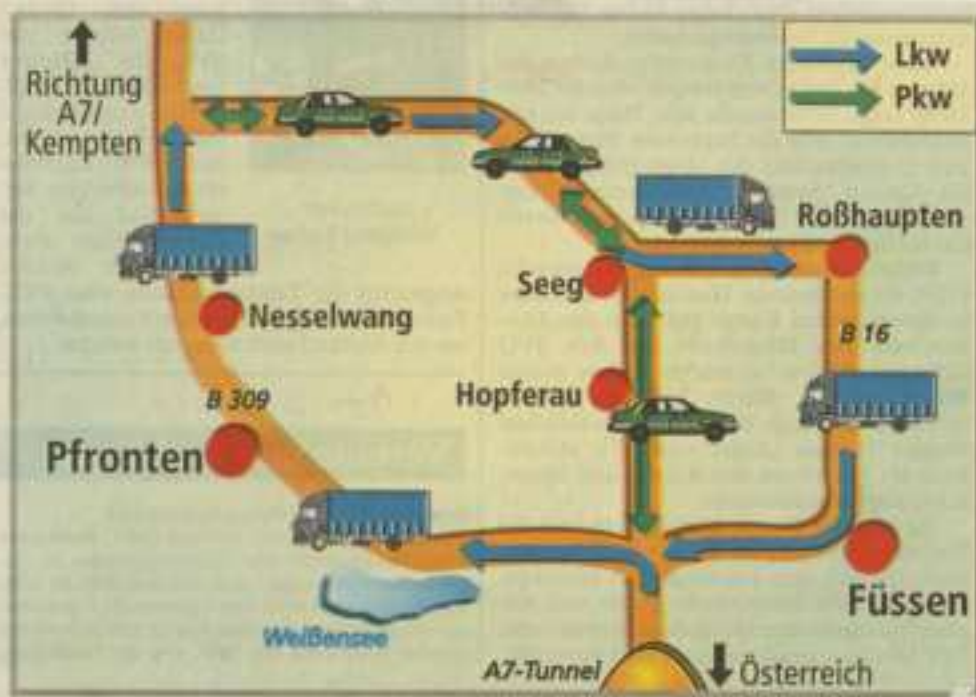 Richtung
A7/
Kempten
Lkw
Pkw
Roßhaupten
Seeg
Nesselwang
B 16
Hopferau
B 309
Pfronten
Füssen
Weißensee
A7-Tunnel
Österreich